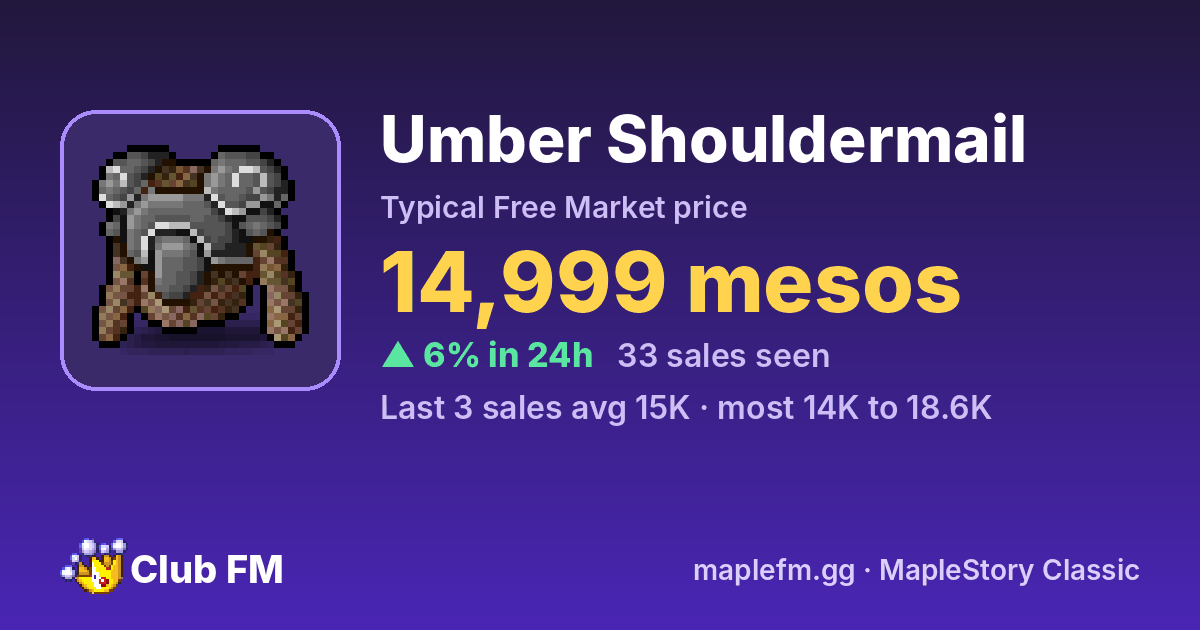 Umber Shouldermail
Typical Free Market price
14,999 mesos
▲ 6% in 24h 33 sales seen
Last 3 sales avg 15K · most 14K to 18.6K
Club FM
maplefm.gg · MapleStory Classic